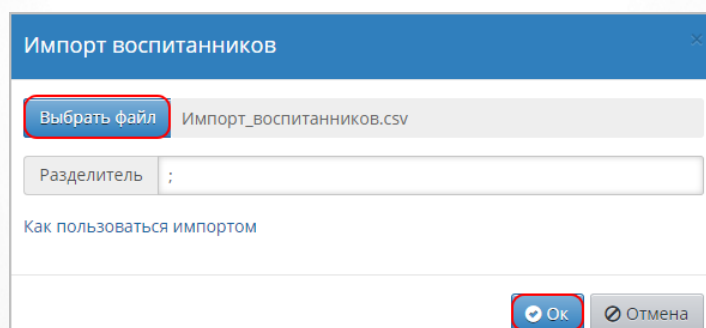 Импорт воспитанников
Выбрать файл Импорт_воспитанников.csv
Разделитель ;
Как пользоваться импортом
Ок Отмена